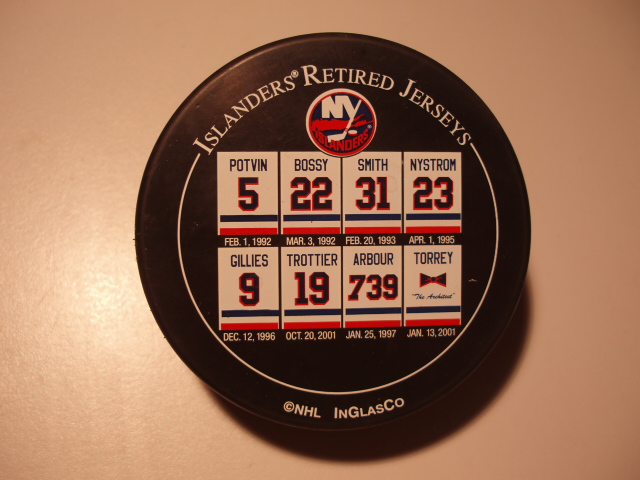 ISLANDERS® RETIRED JERSEYS
NY
ISLANDERS
POTVIN BOSSY SMITH NYSTROM
5 22 31 23
FEB. 1, 1992 MAR. 3, 1992 FEB. 20, 1993 APR. 1, 1995
GILLIES TROTTIER ARBOUR TORREY
9 19 739
"The Architect"
DEC. 12, 1996 OCT. 20, 2001 JAN. 25, 1997 JAN. 13, 2001
©NHL INGLASCO